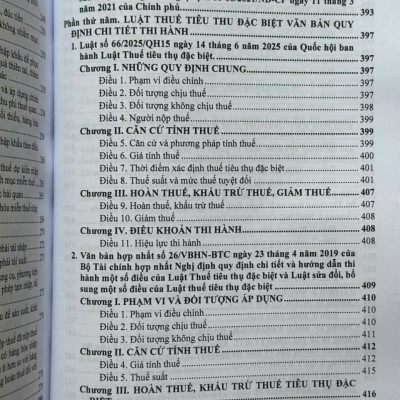 năm 2021 của Chính phủ. 393
Phần thứ năm. LUẬT THUẾ TIÊU THỤ ĐẶC BIỆT VĂN BẢN QUY
ĐỊNH CHI TIẾT THI HÀNH 397
1. Luật số 66/2025/QH15 ngày 14 tháng 6 năm 2025 của Quốc hội ban
hành Luật Thuế tiêu thụ đặc biệt. 397
Chương I. NHỮNG QUY ĐỊNH CHUNG 397
Điều 1. Phạm vi điều chỉnh 397
Điều 2. Đối tượng chịu thuế 397
Điều 3. Đối tượng không chịu thuế 398
Điều 4. Người nộp thuế 399
Chương II. CĂN CỨ TÍNH THUẾ 399
Điều 5. Căn cứ và phương pháp tính thuế 399
Điều 6. Giá tính thuế 400
Điều 7. Thời điểm xác định thuế tiêu thụ đặc biệt 401
Điều 8. Thuế suất và mức thuế tuyệt đối 401
Chương III. HOÀN THUẾ, KHẤU TRỪ THUẾ, GIẢM THUẾ 407
Điều 9. Hoàn thuế, khấu trừ thuế 407
Điều 10. Giảm thuế 408
Chương IV. ĐIỀU KHOẢN THI HÀNH 408
Điều 11. Hiệu lực thi hành 408
2. Văn bản hợp nhất số 26/VBHN-BTC ngày 23 tháng 4 năm 2019 của
Bộ Tài chính hợp nhất Nghị định quy định chi tiết và hướng dẫn thi
hành một số điều của Luật Thuế tiêu thụ đặc biệt và Luật sửa đổi, bổ
sung một số điều của Luật thuế tiêu thụ đặc biệt 409
Chương I. PHẠM VI VÀ ĐỐI TƯỢNG ÁP DỤNG 410
Điều 1. Phạm vi điều chỉnh 410
Điều 2. Đối tượng chịu thuế 410
Điều 3. Đối tượng không chịu thuế 410
Chương II. CĂN CỨ TÍNH THUẾ 412
Điều 4. Giá tính thuế 412
Điều 5. Thuế suất 415
Chương III. HOÀN THUẾ, KHẤU TRỪ THUẾ TIÊU THỤ ĐẶC
BIỆT 416